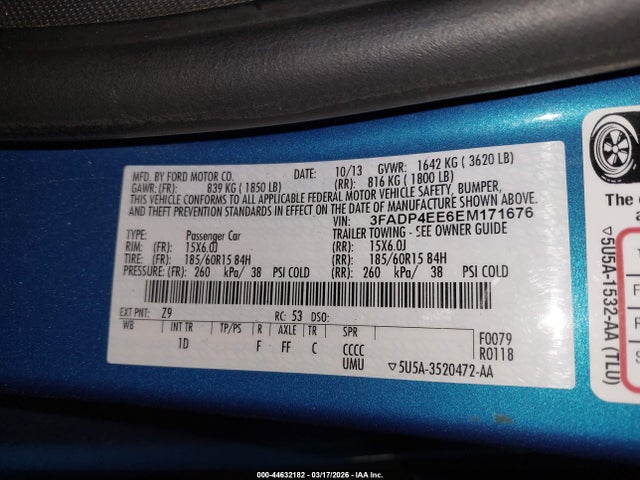 MFD. BY FORD MOTOR CO. DATE: 10/13 GVWR: 1642 KG ( 3620 LB)
GAWR: (FR): 839 KG ( 1850 LB) (RR): 816 KG ( 1800 LB)
THIS VEHICLE CONFORMS TO ALL APPLICABLE FEDERAL MOTOR VEHICLE SAFETY, BUMPER,
AND THEFT PREVENTION STANDARDS IN EFFECT ON THE DATE OF MANUFACTURE SHOWN ABOVE.
VIN: 3FADP4EE6EM171676
TYPE: Passenger Car TRAILER TOWING - SEE OWNER GUIDE
RIM: (FR): 15X6.0J (RR): 15X6.0J
TIRE: (FR): 185/60R15 84H (RR): 185/60R15 84H
PRESSURE: (FR): 260 kPa/ 38 PSI COLD (RR): 260 kPa/ 38 PSI COLD
EXT PNT: Z9 RC: 53 DSO:
WB INT TR TP/PS R AXLE TR SPR
1D F FF C CCCC
UMU
F0079
R0118
▽5U5A-3520472-AA
The c
▽5U5A-1532-AA (TLU)
000-44632182 - 03/17/2026 - IAA Inc.